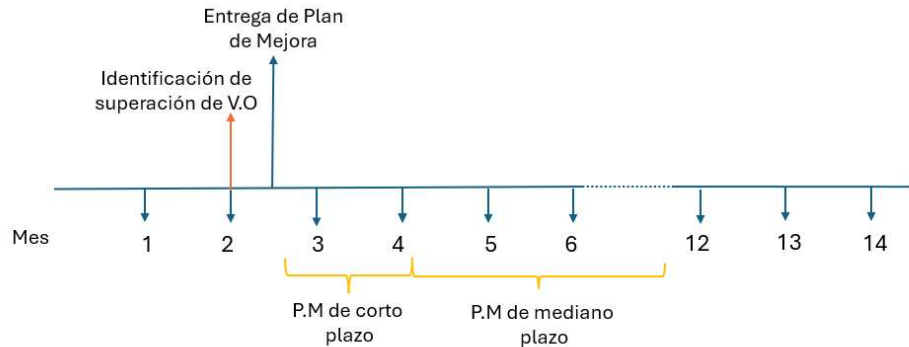 Entrega de Plan
de Mejora
Identificación de
superación de V.O
Mes 1 2 3 4 5 6 12 13 14
P.M de corto
plazo
P.M de mediano
plazo